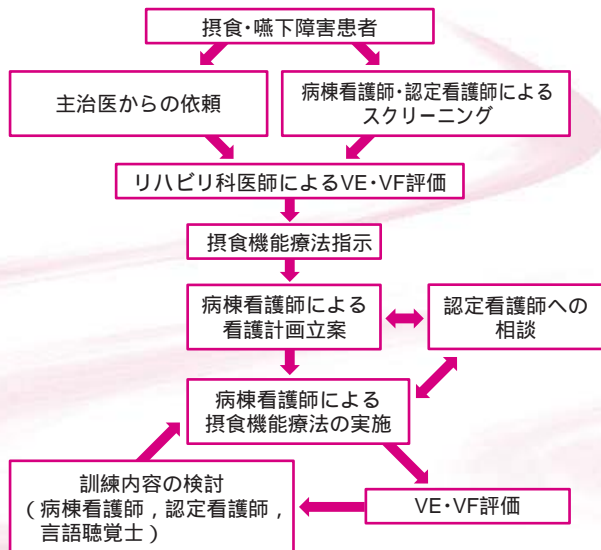 摂食・嚥下障害患者
主治医からの依頼
病棟看護師・認定看護師による
スクリーニング
リハビリ科医師によるVE・VF評価
摂食機能療法指示
病棟看護師による
看護計画立案
認定看護師への
相談
病棟看護師による
摂食機能療法の実施
訓練内容の検討
（病棟看護師，認定看護師，
言語聴覚士）
VE・VF評価